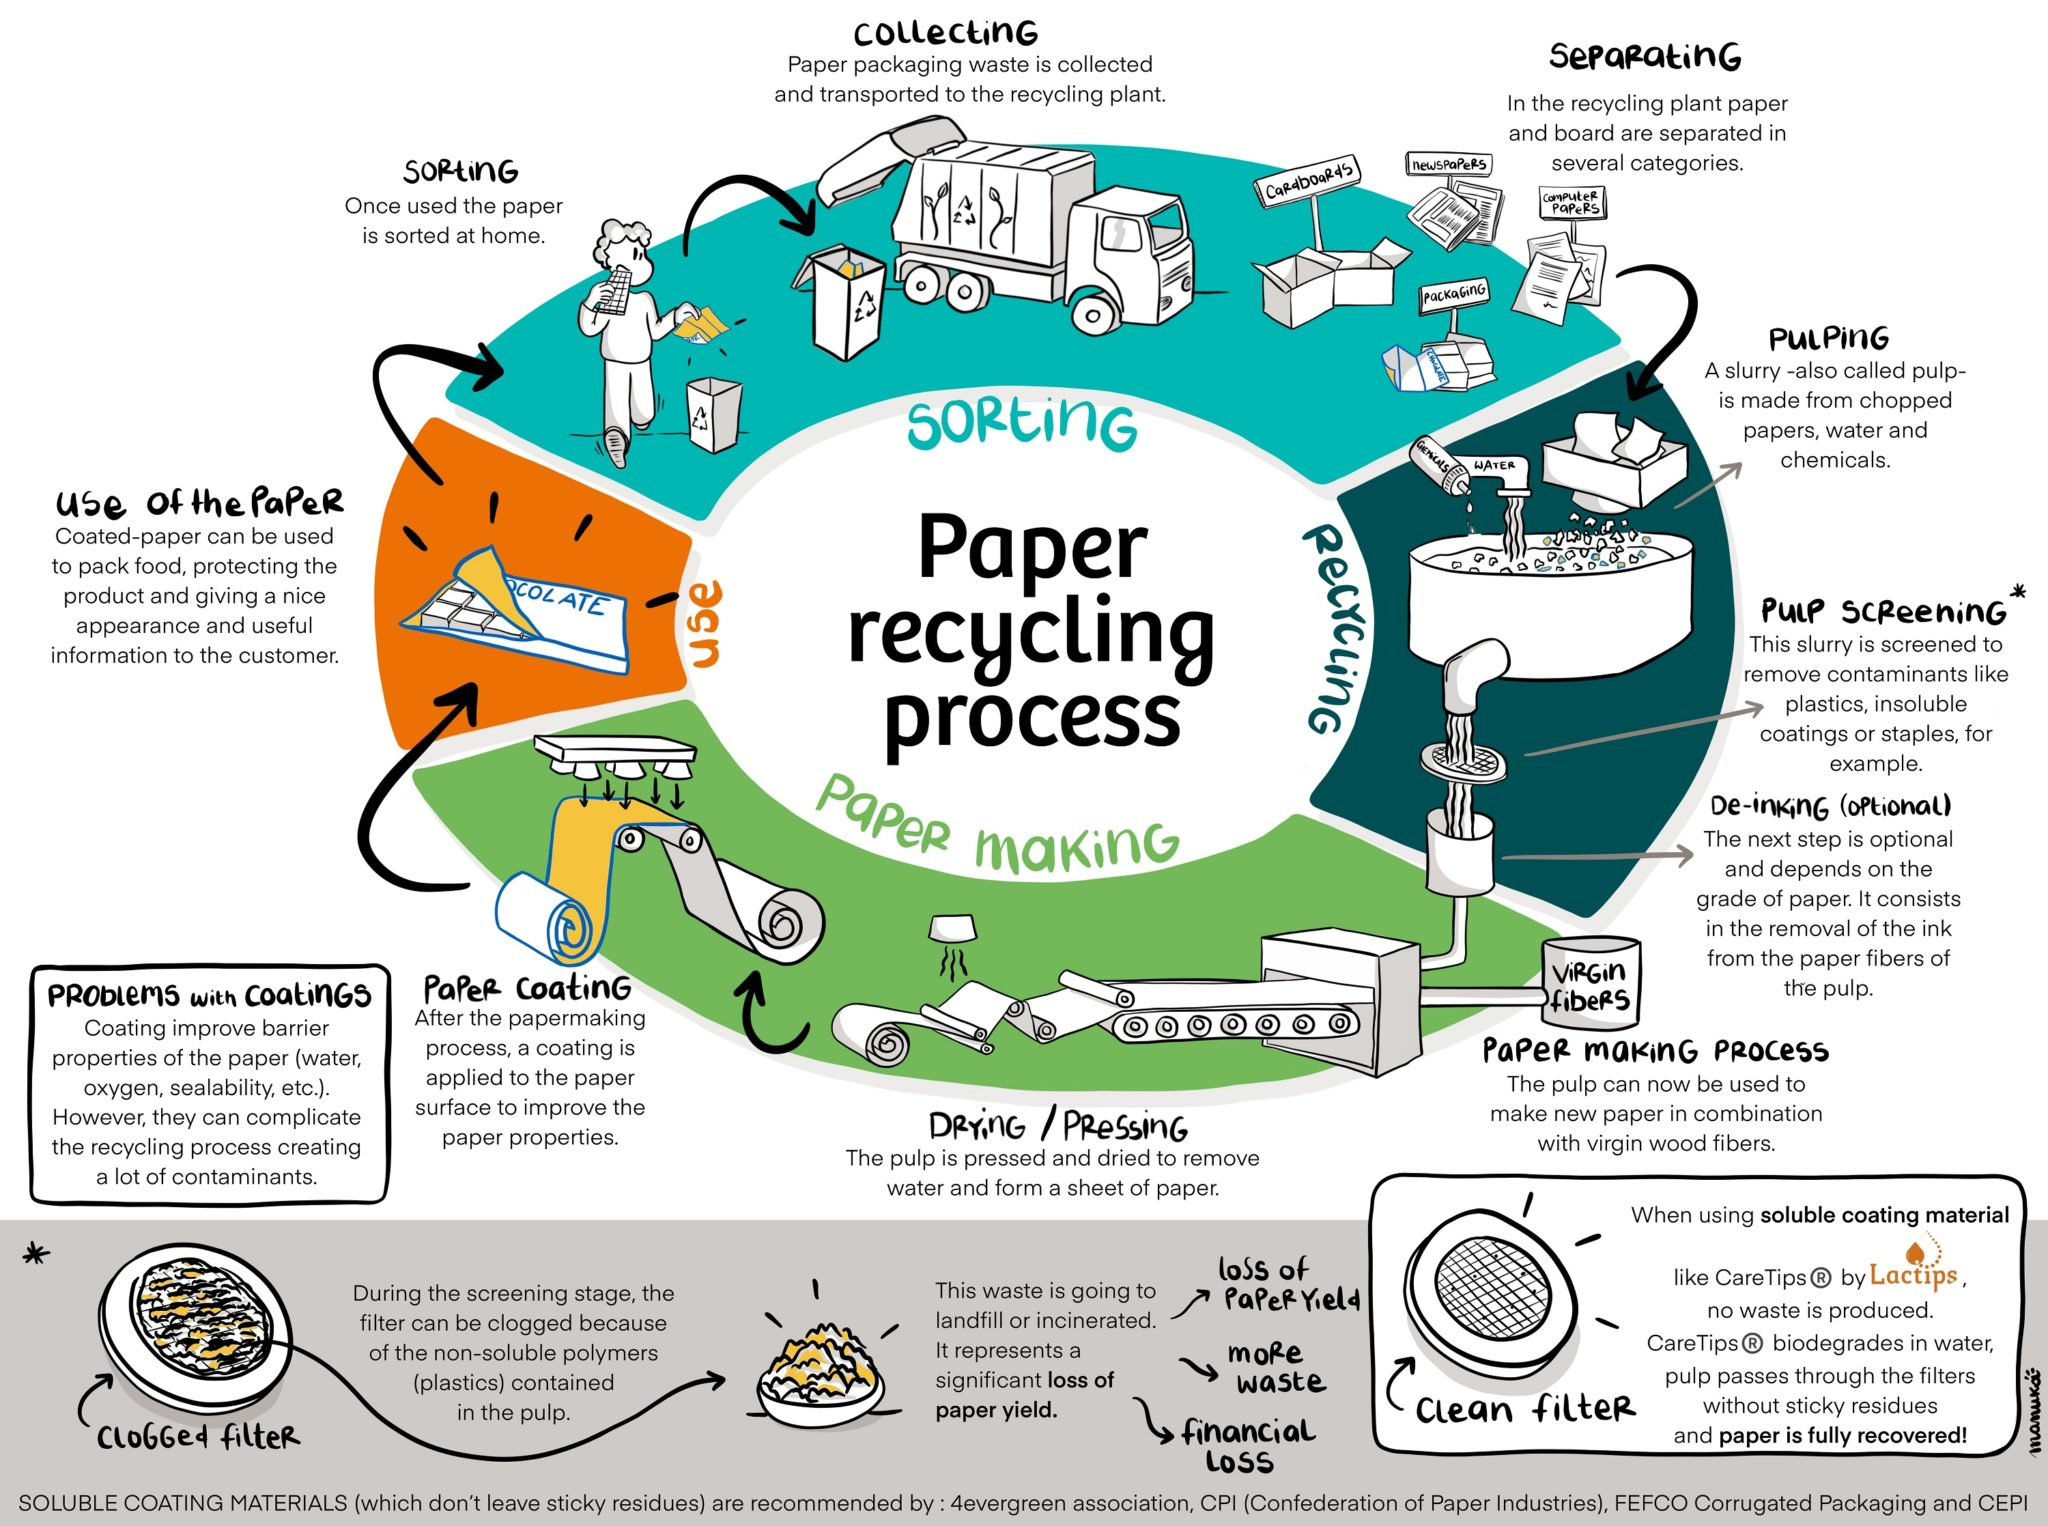 COLLECTING
Paper packaging waste is collected
and transported to the recycling plant.
SEPARATING
In the recycling plant paper
and board are separated in
several categories.
SORTING
Once used the paper
is sorted at home.
CARDBOARDS
NEWSPAPERS
COMPUTER
PAPERS
PACKAGING
CHOCOLATE
PULPING
A slurry -also called pulp-
is made from chopped
papers, water and
chemicals.
CHEMICALS
WATER
SORTING
USE OF THE PAPER
Coated-paper can be used
to pack food, protecting the
product and giving a nice
appearance and useful
information to the customer.
OCOLATE
USE
Paper
recycling
process
RECYCLING
PULP SCREENING*
This slurry is screened to
remove contaminants like
plastics, insoluble
coatings or staples, for
example.
PAPER MAKING
DE-INKING (OPTIONAL)
The next step is optional
and depends on the
grade of paper. It consists
in the removal of the ink
from the paper fibers of
the pulp.
VIRGIN
FIBERS
PAPER MAKING PROCESS
The pulp can now be used to
make new paper in combination
with virgin wood fibers.
DRYING / PRESSING
The pulp is pressed and dried to remove
water and form a sheet of paper.
PAPER COATING
After the papermaking
process, a coating is
applied to the paper
surface to improve the
paper properties.
PROBLEMS WITH COATINGS
Coating improve barrier
properties of the paper (water,
oxygen, sealability, etc.).
However, they can complicate
the recycling process creating
a lot of contaminants.
*
CLOGGED FILTER
During the screening stage, the
filter can be clogged because
of the non-soluble polymers
(plastics) contained
in the pulp.
This waste is going to
landfill or incinerated.
It represents a
significant loss of
paper yield.
LOSS OF
PAPER YIELD
MORE
WASTE
FINANCIAL
LOSS
CLEAN FILTER
When using soluble coating material
like CareTips® by Lactips,
no waste is produced.
CareTips® biodegrades in water,
pulp passes through the filters
without sticky residues
and paper is fully recovered!
manukai
SOLUBLE COATING MATERIALS (which don't leave sticky residues) are recommended by : 4evergreen association, CPI (Confederation of Paper Industries), FEFCO Corrugated Packaging and CEPI